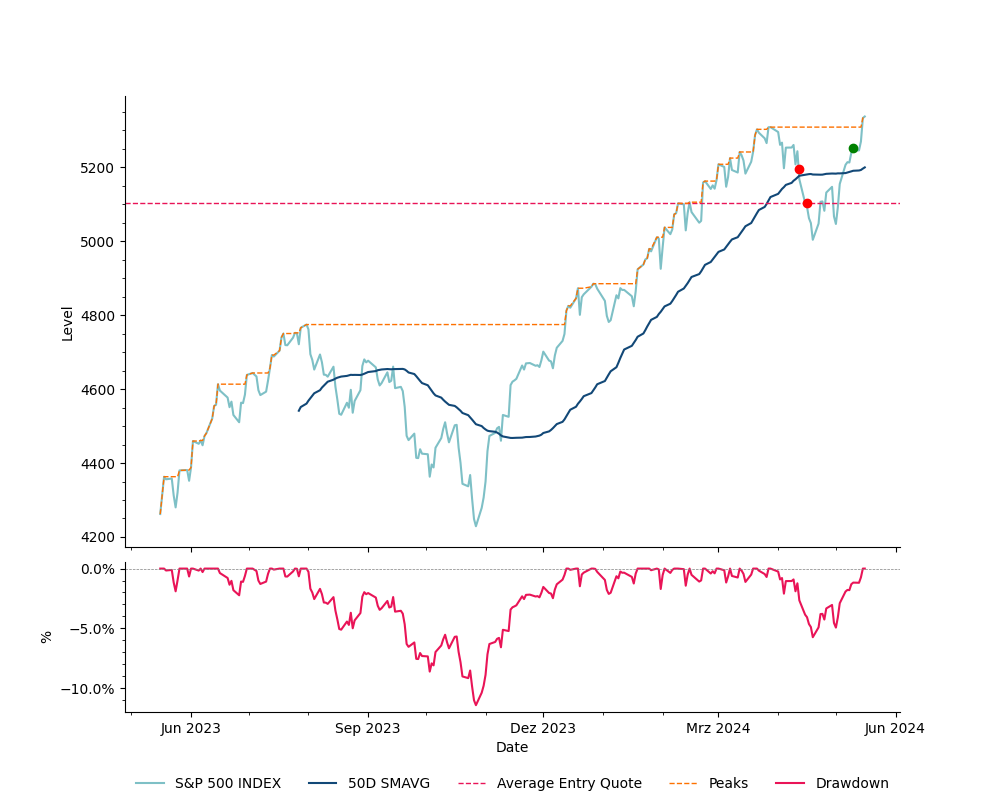 5200
5000
4800
4600
4400
4200
Level
0.0%
−5.0%
−10.0%
%
Jun 2023 Sep 2023 Dez 2023 Mrz 2024 Jun 2024
Date
S&P 500 INDEX 50D SMAVG Average Entry Quote Peaks Drawdown